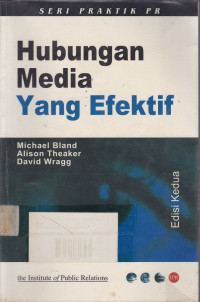 SERI PRAKTIK PR
Hubungan
Media
Yang Efektif
Michael Bland
Alison Theaker
David Wragg
Edisi Kedua
the Institute of Public Relations